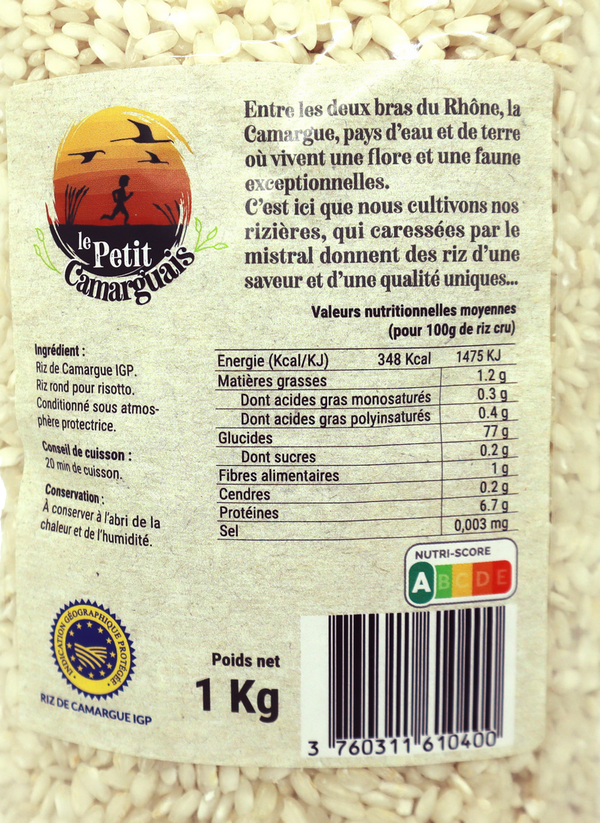 le Petit
Camarguais
Entre les deux bras du Rhône, la
Camargue, pays d'eau et de terre
où vivent une flore et une faune
exceptionnelles.
C'est ici que nous cultivons nos
rizières, qui caressées par le
mistral donnent des riz d'une
saveur et d'une qualité uniques...
Valeurs nutritionnelles moyennes
(pour 100g de riz cru)
Energie (Kcal/KJ) 348 Kcal 1475 KJ
Matières grasses 1.2 g
Dont acides gras monosaturés 0.3 g
Dont acides gras polyinsaturés 0.4 g
Glucides 77 g
Dont sucres 0.2 g
Fibres alimentaires 1 g
Cendres 0.2 g
Protéines 6.7 g
Sel 0,003 mg
Ingrédient :
Riz de Camargue IGP.
Riz rond pour risotto.
Conditionné sous atmos-
phère protectrice.
Conseil de cuisson :
20 min de cuisson.
Conservation :
À conserver à l'abri de la
chaleur et de l'humidité.
NUTRI-SCORE
A B C D E
INDICATION GÉOGRAPHIQUE PROTÉGÉE
RIZ DE CAMARGUE IGP
Poids net
1 Kg
3 760311 610400